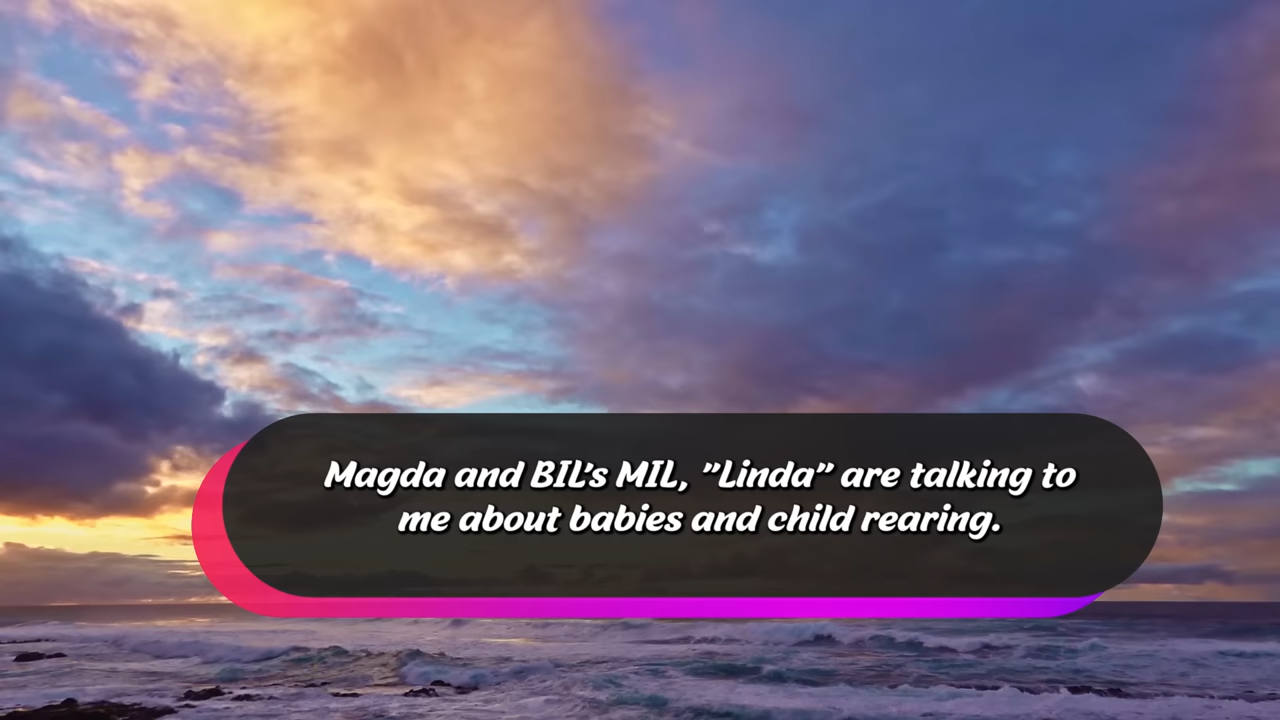 Magda and BIL's MIL, "Linda" are talking to
me about babies and child rearing.